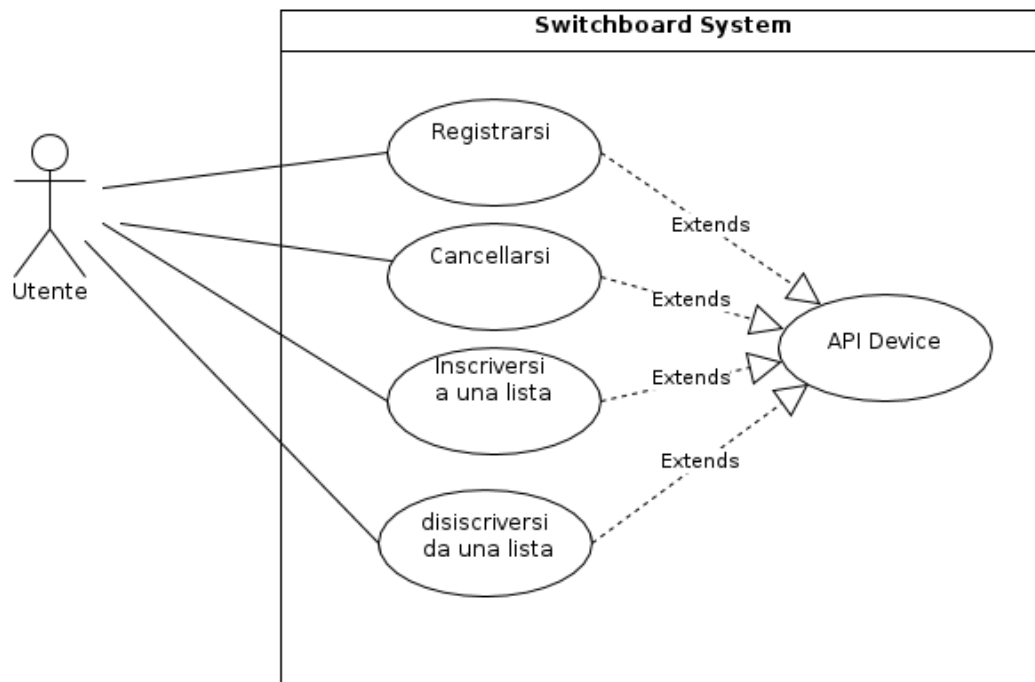 Switchboard System
Registrarsi
Extends
Cancellarsi
Utente
Extends
API Device
Inscriversi
a una lista
Extends
Extends
disiscriversi
da una lista